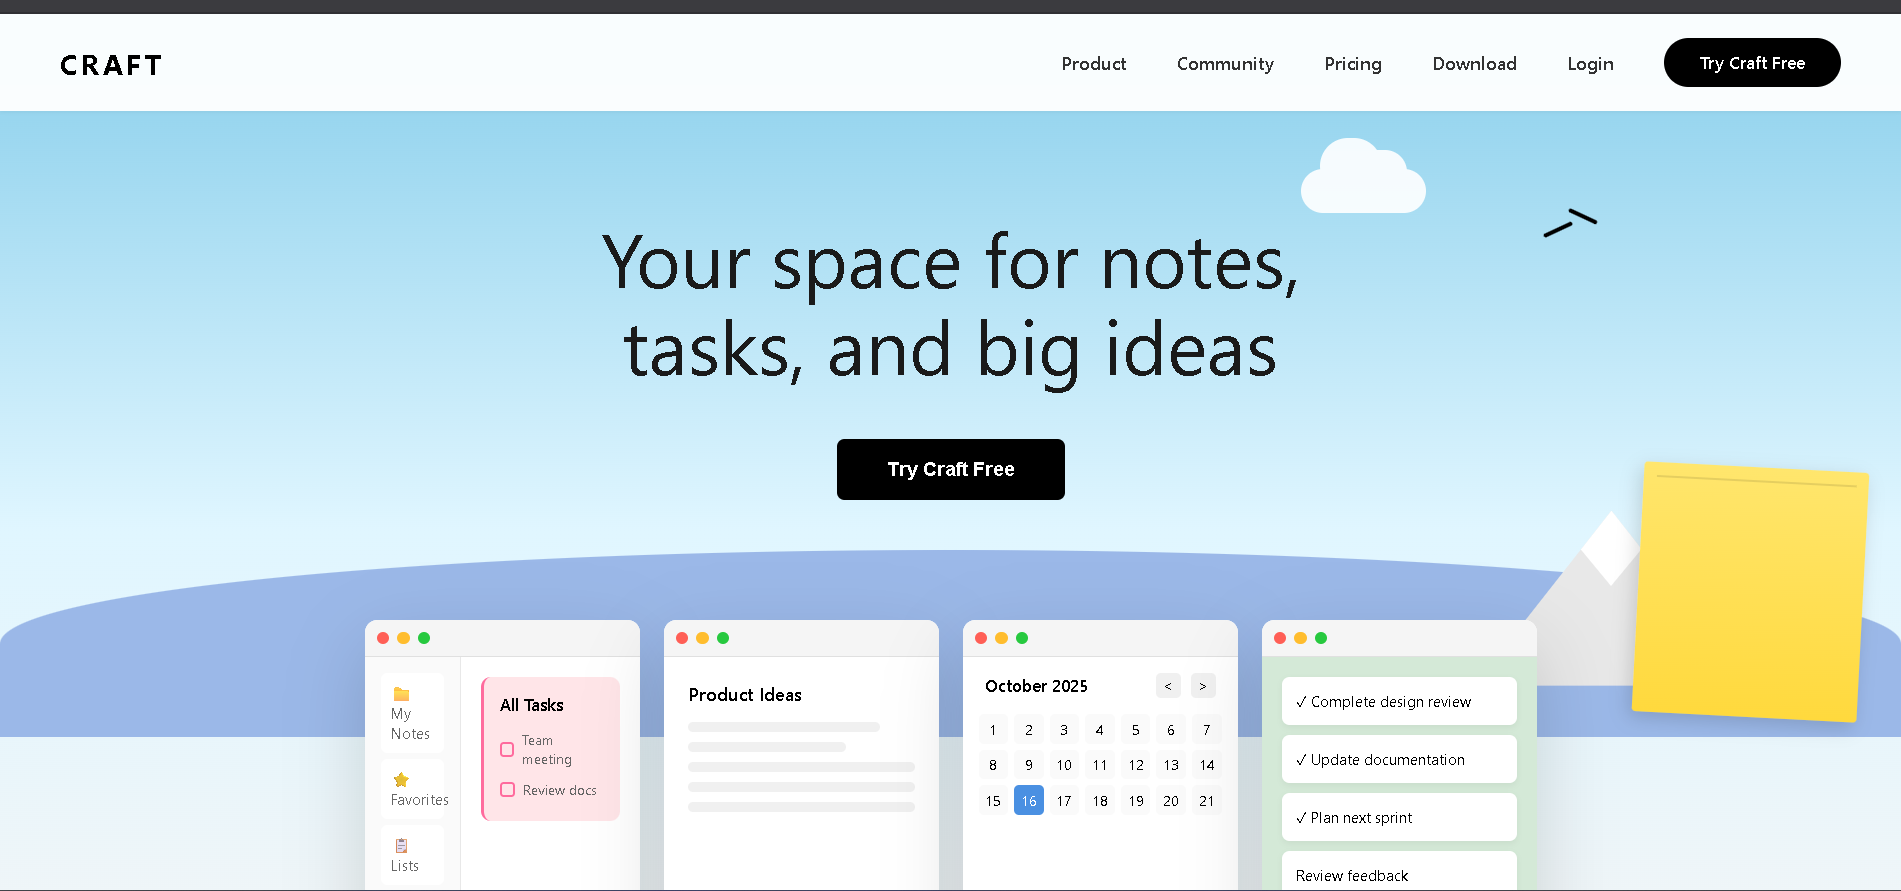 CRAFT
Product
Community
Pricing
Download
Login
Try Craft Free
Your space for notes,
tasks, and big ideas
Try Craft Free
My
Notes
Favorites
Lists
All Tasks
Team
meeting
Review docs
Product Ideas
October 2025 < >
1 2 3 4 5 6 7
8 9 10 11 12 13 14
15 16 17 18 19 20 21
✓ Complete design review
✓ Update documentation
✓ Plan next sprint
Review feedback